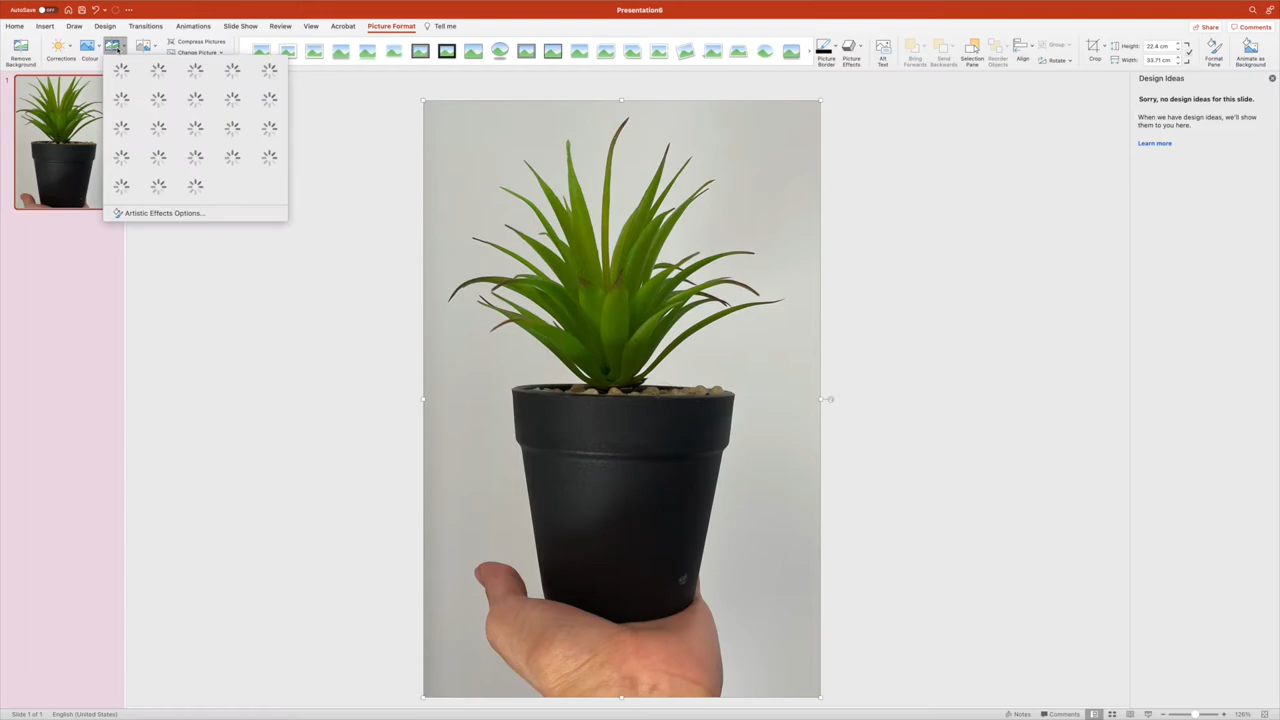 AutoSave OFF
Presentation6
Home Insert Draw Design Transitions Animations Slide Show Review View Acrobat Picture Format Tell me
Share Comments
Remove Background
Corrections
Colour
Compress Pictures
Change Picture
Picture Border
Picture Effects
Alt Text
Bring Forwards
Send Backwards
Selection Pane
Reorder Objects
Align
Group
Rotate
Crop
Height: 22.4 cm
Width: 33.71 cm
Format Pane
Animate as Background
1
Artistic Effects Options...
Design Ideas
Sorry, no design ideas for this slide.
When we have design ideas, we'll show
them to you here.
Learn more
Slide 1 of 1 English (United States)
Notes Comments 126%